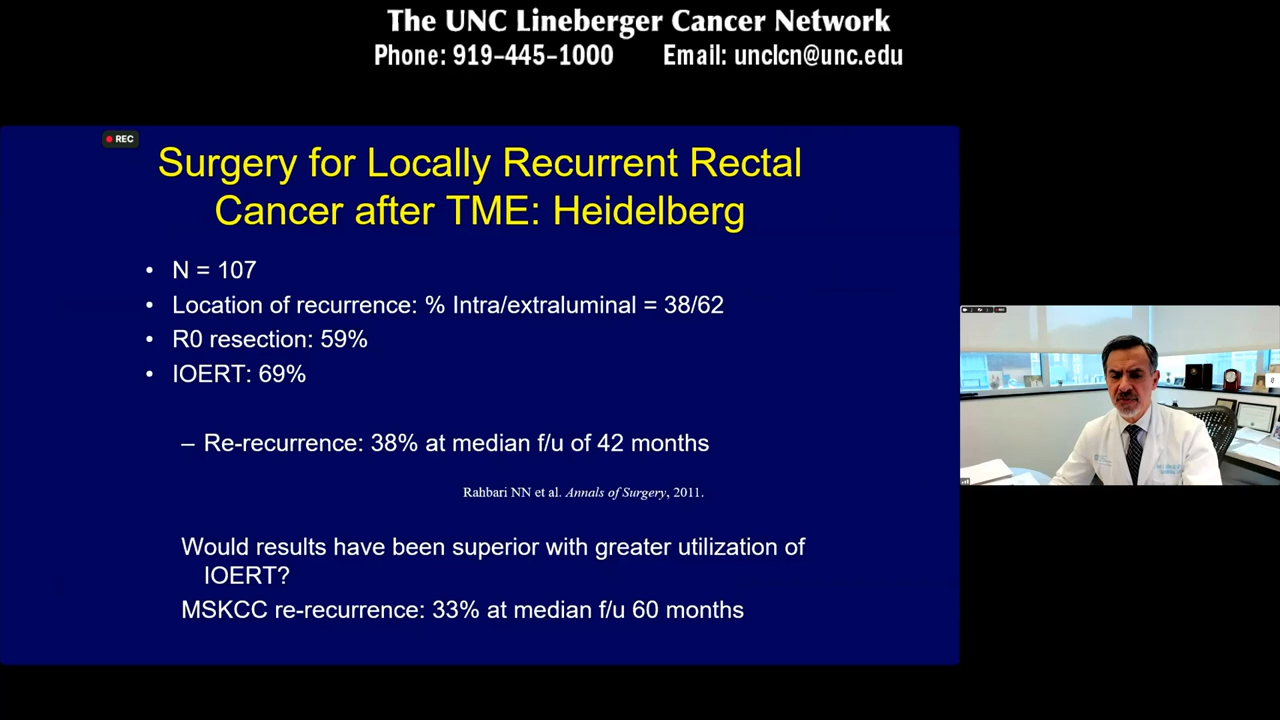 The UNC Lineberger Cancer Network
Phone: 919-445-1000 Email: unclcn@unc.edu
REC
Surgery for Locally Recurrent Rectal
Cancer after TME: Heidelberg
• N = 107
• Location of recurrence: % Intra/extraluminal = 38/62
• R0 resection: 59%
• IOERT: 69%
– Re-recurrence: 38% at median f/u of 42 months
Rahbari NN et al. Annals of Surgery, 2011.
Would results have been superior with greater utilization of
IOERT?
MSKCC re-recurrence: 33% at median f/u 60 months